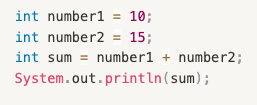 int number1 = 10;
int number2 = 15;
int sum = number1 + number2;
System.out.println(sum);